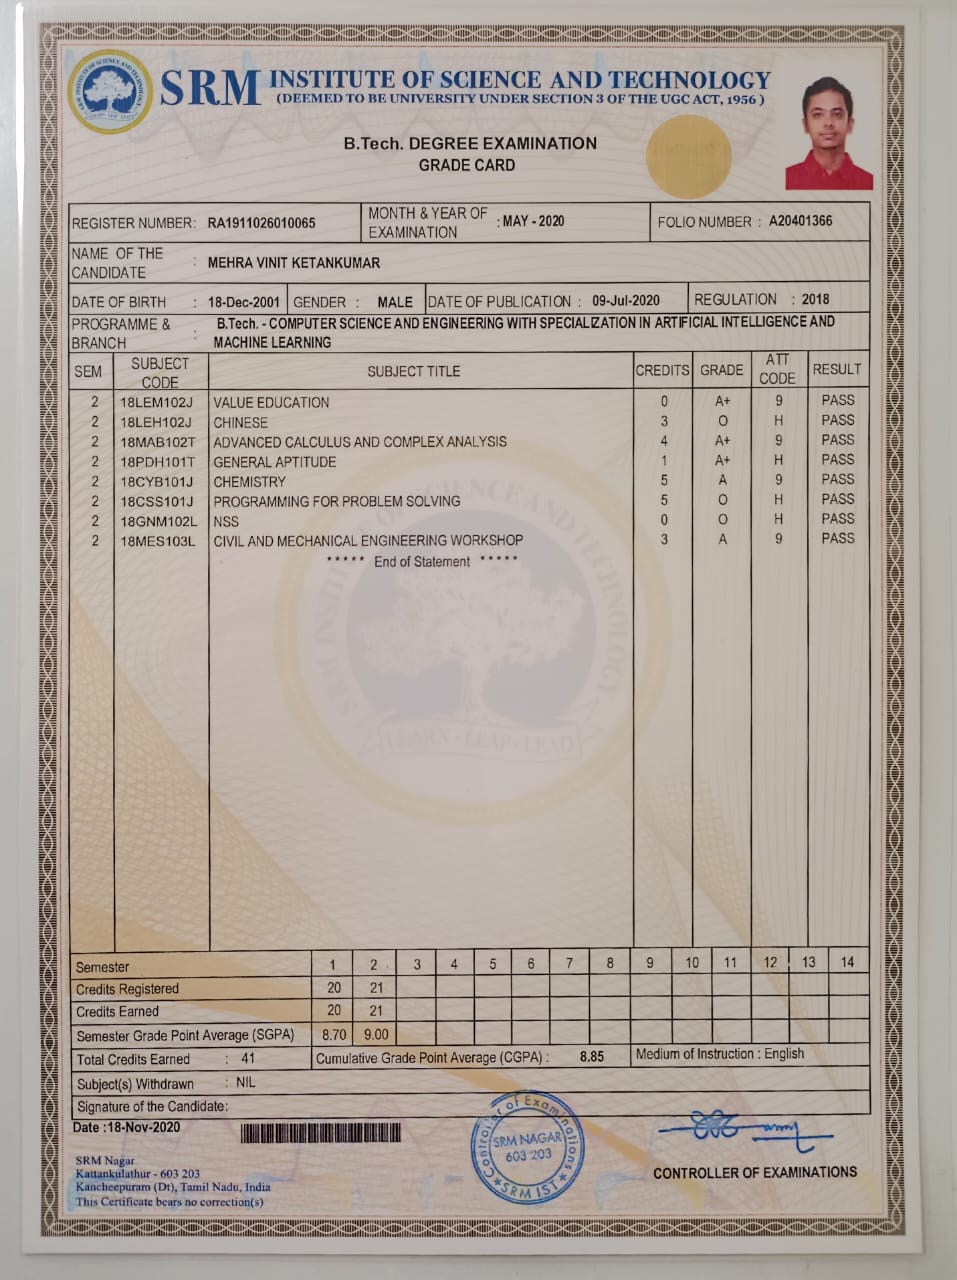 SRM INSTITUTE OF SCIENCE AND TECHNOLOGY
(DEEMED TO BE UNIVERSITY UNDER SECTION 3 OF THE UGC ACT, 1956 )
B.Tech. DEGREE EXAMINATION
GRADE CARD
REGISTER NUMBER: RA1911026010065 MONTH & YEAR OF EXAMINATION : MAY - 2020 FOLIO NUMBER : A20401366
NAME OF THE CANDIDATE : MEHRA VINIT KETANKUMAR
DATE OF BIRTH : 18-Dec-2001 GENDER : MALE DATE OF PUBLICATION : 09-Jul-2020 REGULATION : 2018
PROGRAMME & BRANCH : B.Tech. - COMPUTER SCIENCE AND ENGINEERING WITH SPECIALIZATION IN ARTIFICIAL INTELLIGENCE AND
MACHINE LEARNING
SEM SUBJECT CODE SUBJECT TITLE CREDITS GRADE ATT CODE RESULT
2 18LEM102J VALUE EDUCATION 0 A+ 9 PASS
2 18LEH102J CHINESE 3 O H PASS
2 18MAB102T ADVANCED CALCULUS AND COMPLEX ANALYSIS 4 A+ 9 PASS
2 18PDH101T GENERAL APTITUDE 1 A+ H PASS
2 18CYB101J CHEMISTRY 5 A 9 PASS
2 18CSS101J PROGRAMMING FOR PROBLEM SOLVING 5 O H PASS
2 18GNM102L NSS 0 O H PASS
2 18MES103L CIVIL AND MECHANICAL ENGINEERING WORKSHOP 3 A 9 PASS
***** End of Statement *****
SRM INSTITUTE OF SCIENCE AND TECHNOLOGY
LEARN - LEAP - LEAD
Semester 1 2 3 4 5 6 7 8 9 10 11 12 13 14
Credits Registered 20 21
Credits Earned 20 21
Semester Grade Point Average (SGPA) 8.70 9.00
Total Credits Earned : 41 Cumulative Grade Point Average (CGPA) : 8.85 Medium of Instruction : English
Subject(s) Withdrawn : NIL
Signature of the Candidate:
Date :18-Nov-2020
Controller of Examinations
SRM NAGAR
603 203
SRM IST
CONTROLLER OF EXAMINATIONS
SRM Nagar
Kattankulathur - 603 203
Kancheepuram (Dt), Tamil Nadu, India
This Certificate bears no correction(s)